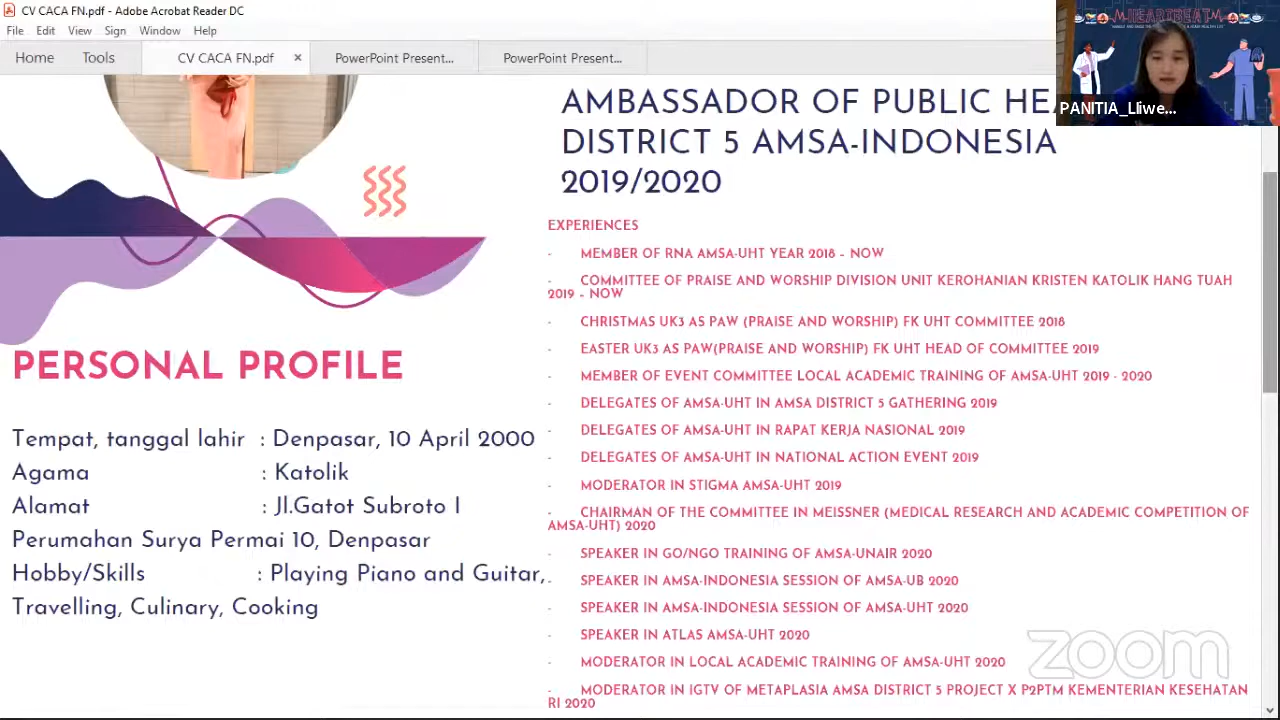 CV CACA FN.pdf - Adobe Acrobat Reader DC
File Edit View Sign Window Help
Home Tools CV CACA FN.pdf × PowerPoint Present... PowerPoint Present...
HEARTBEAT
PANITIA_Lliwe...
AMBASSADOR OF PUBLIC HEA
DISTRICT 5 AMSA-INDONESIA
2019/2020
EXPERIENCES
- MEMBER OF RNA AMSA-UHT YEAR 2018 – NOW
- COMMITTEE OF PRAISE AND WORSHIP DIVISION UNIT KEROHANIAN KRISTEN KATOLIK HANG TUAH
2019 – NOW
- CHRISTMAS UK3 AS PAW (PRAISE AND WORSHIP) FK UHT COMMITTEE 2018
- EASTER UK3 AS PAW(PRAISE AND WORSHIP) FK UHT HEAD OF COMMITTEE 2019
- MEMBER OF EVENT COMMITTEE LOCAL ACADEMIC TRAINING OF AMSA-UHT 2019 - 2020
- DELEGATES OF AMSA-UHT IN AMSA DISTRICT 5 GATHERING 2019
- DELEGATES OF AMSA-UHT IN RAPAT KERJA NASIONAL 2019
- DELEGATES OF AMSA-UHT IN NATIONAL ACTION EVENT 2019
- MODERATOR IN STIGMA AMSA-UHT 2019
- CHAIRMAN OF THE COMMITTEE IN MEISSNER (MEDICAL RESEARCH AND ACADEMIC COMPETITION OF
AMSA-UHT) 2020
- SPEAKER IN GO/NGO TRAINING OF AMSA-UNAIR 2020
- SPEAKER IN AMSA-INDONESIA SESSION OF AMSA-UB 2020
- SPEAKER IN AMSA-INDONESIA SESSION OF AMSA-UHT 2020
- SPEAKER IN ATLAS AMSA-UHT 2020
- MODERATOR IN LOCAL ACADEMIC TRAINING OF AMSA-UHT 2020
- MODERATOR IN IGTV OF METAPLASIA AMSA DISTRICT 5 PROJECT X P2PTM KEMENTERIAN KESEHATAN
RI 2020
PERSONAL PROFILE
Tempat, tanggal lahir : Denpasar, 10 April 2000
Agama : Katolik
Alamat : Jl.Gatot Subroto I
Perumahan Surya Permai 10, Denpasar
Hobby/Skills : Playing Piano and Guitar,
Travelling, Culinary, Cooking
zoom